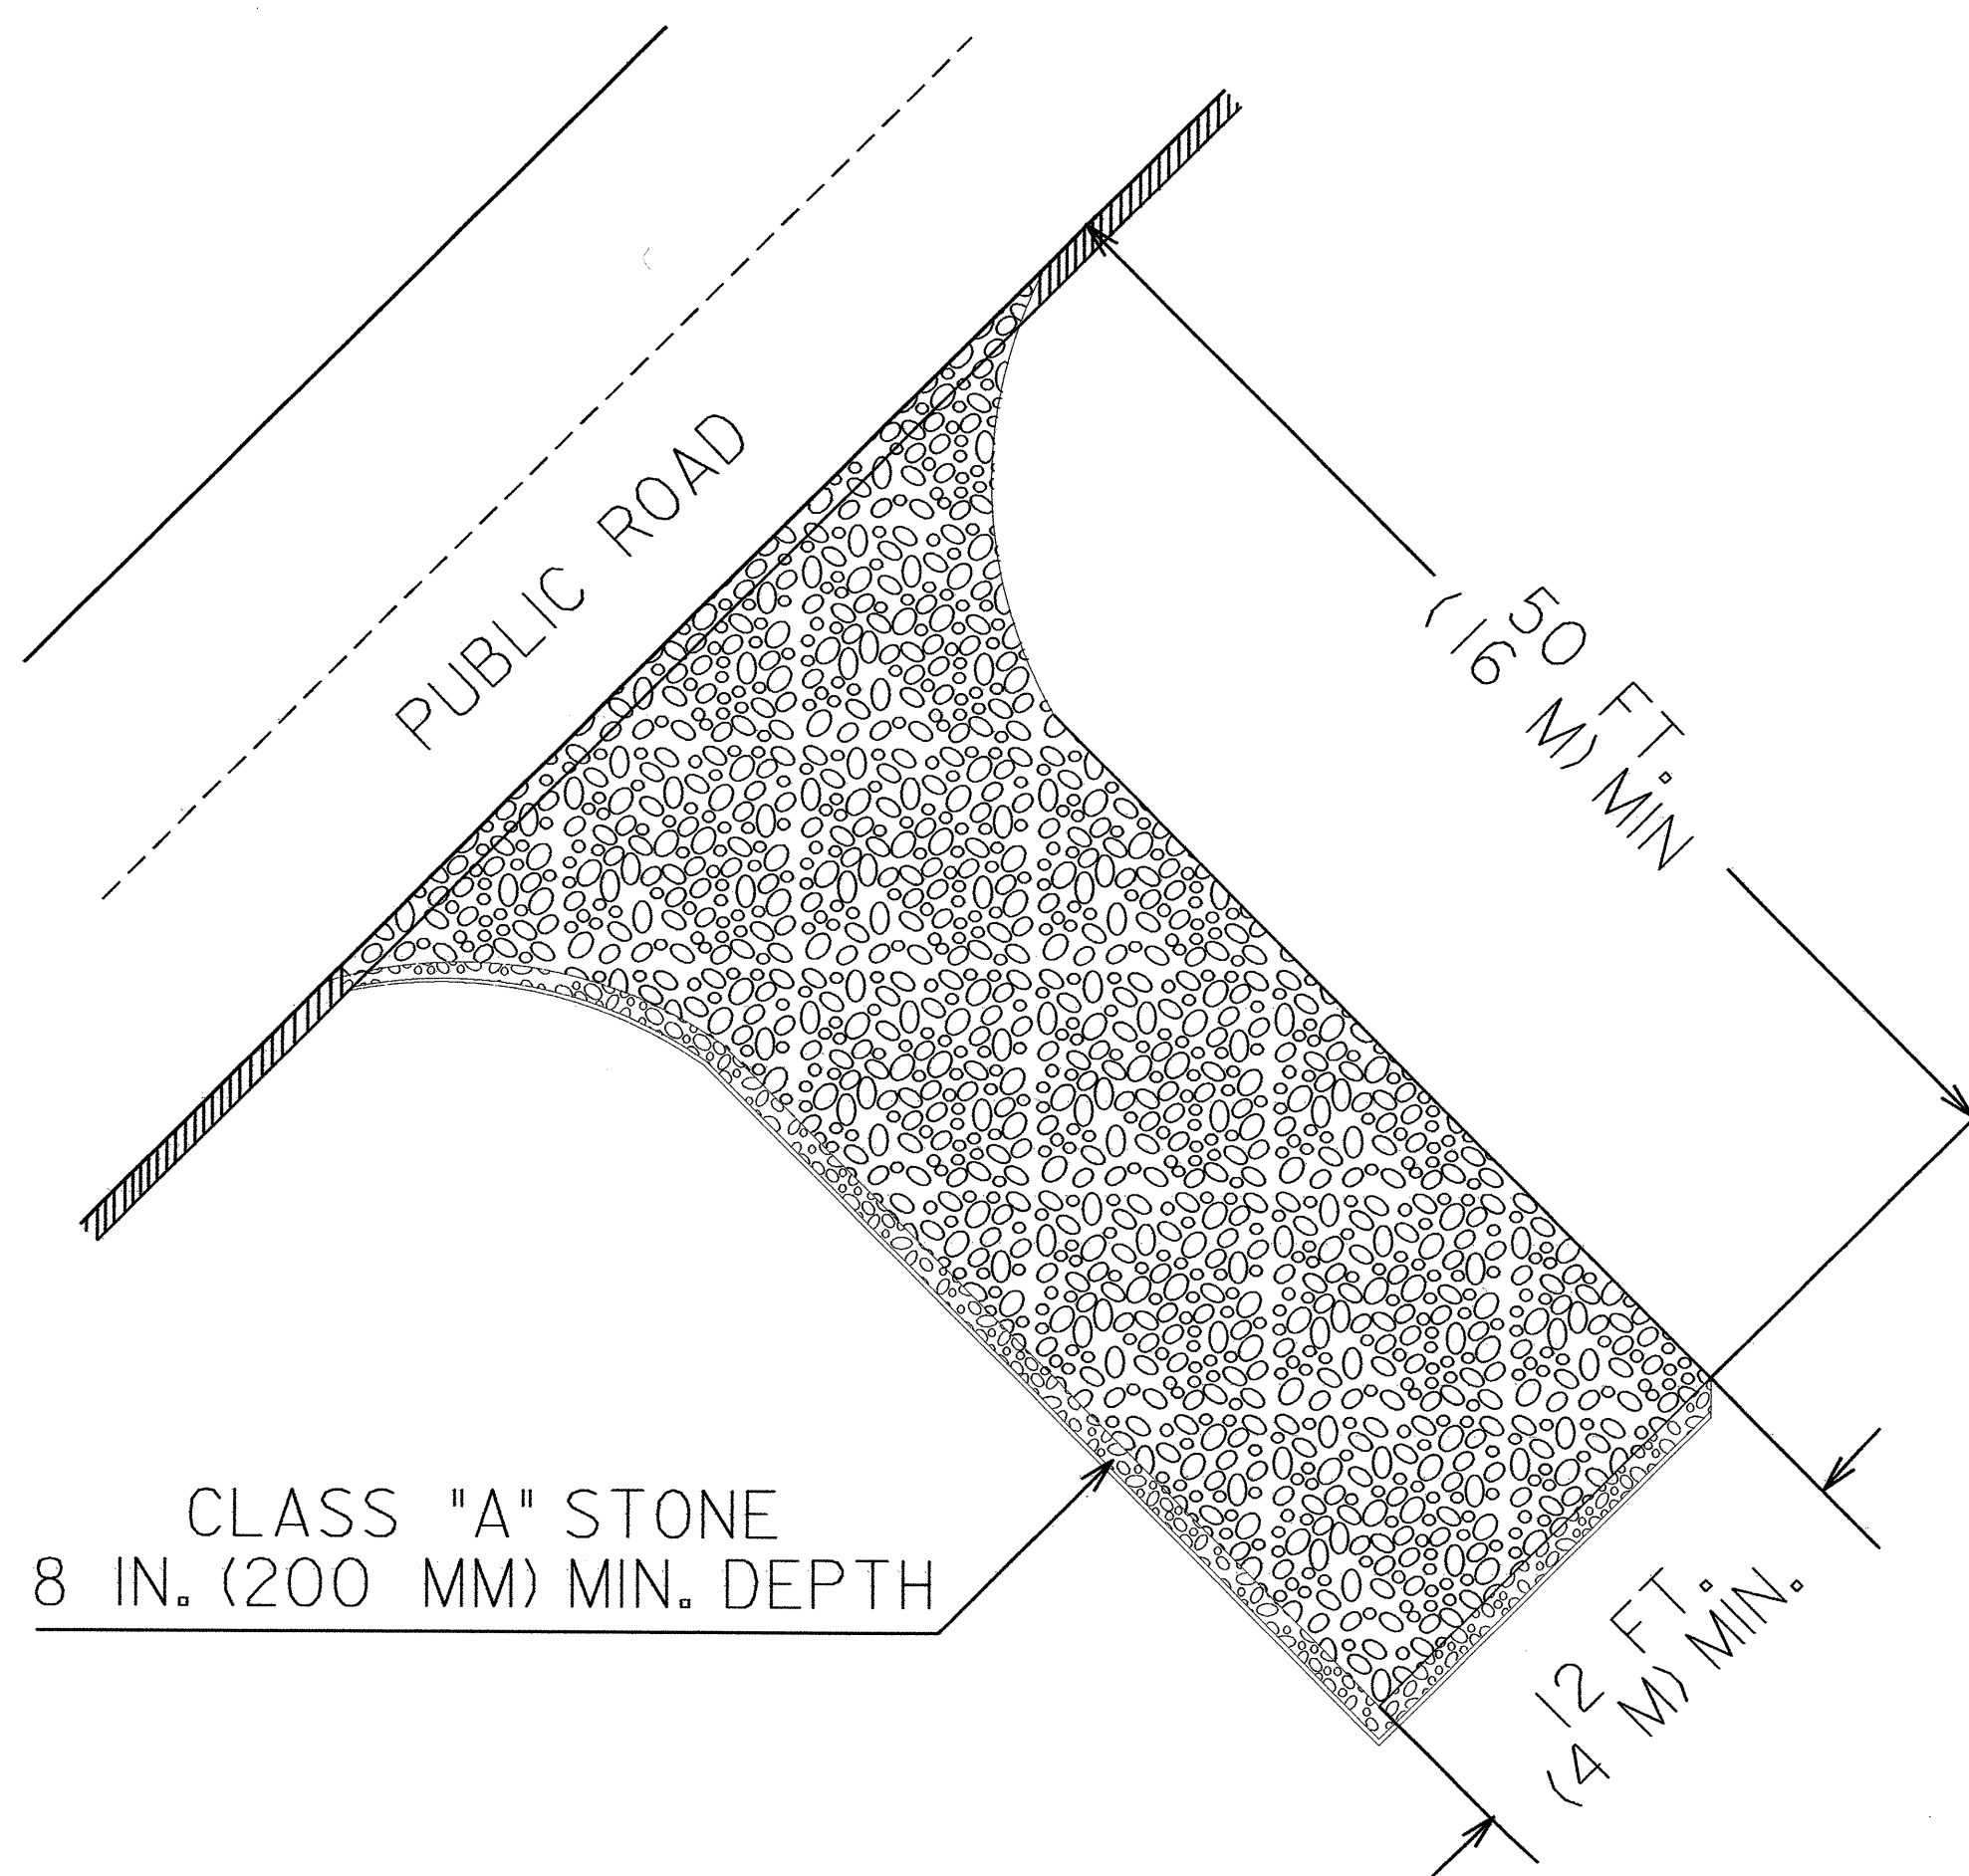 PUBLIC ROAD
50 FT.
(16 M) MIN
CLASS "A" STONE
8 IN. (200 MM) MIN. DEPTH
12 FT.
(4 M) MIN.